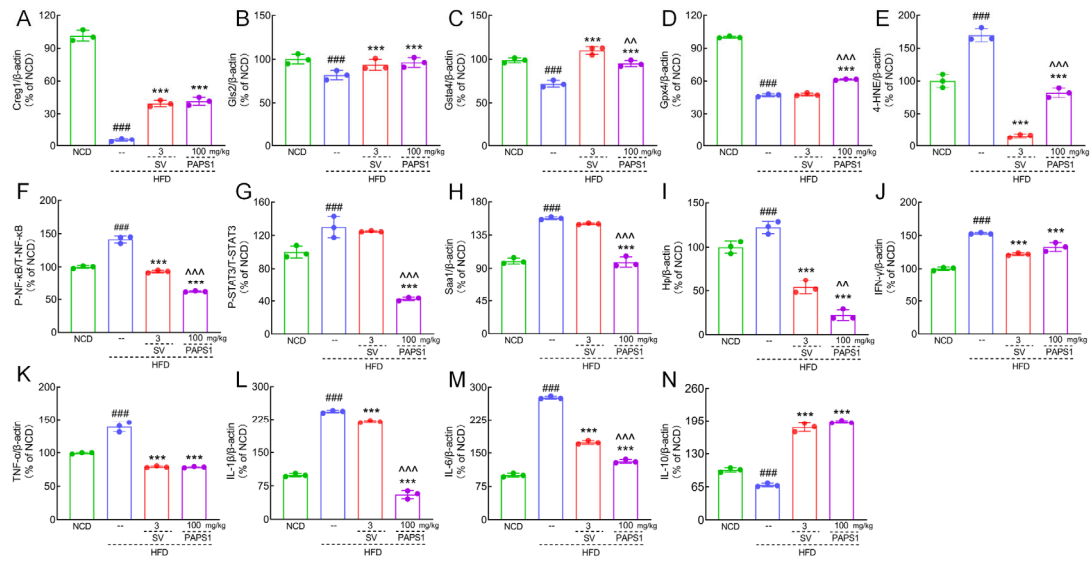 A
Creg1/β-actin
(% of NCD)
120
80
40
0
###
***
***
NCD
--
3
100 mg/kg
SV
PAPS1
HFD
B
Gls2/β-actin
(% of NCD)
150
100
50
0
###
***
***
NCD
--
3
100 mg/kg
SV
PAPS1
HFD
C
Gsta4/β-actin
(% of NCD)
150
100
50
0
###
***
^^
***
NCD
--
3
100 mg/kg
SV
PAPS1
HFD
D
Gpx4/β-actin
(% of NCD)
120
80
40
0
###
^^^
***
NCD
--
3
100 mg/kg
SV
PAPS1
HFD
E
4-HNE/β-actin
(% of NCD)
200
150
100
50
0
###
***
^^^
***
NCD
--
3
100 mg/kg
SV
PAPS1
HFD
F
P-NF-κB/T-NF-κB
(% of NCD)
200
150
100
50
0
###
***
^^^
***
NCD
--
3
100 mg/kg
SV
PAPS1
HFD
G
P-STAT3/T-STAT3
(% of NCD)
160
120
80
40
0
###
^^^
***
NCD
--
3
100 mg/kg
SV
PAPS1
HFD
H
Saa1/β-actin
(% of NCD)
180
135
90
45
0
###
^^^
***
NCD
--
3
100 mg/kg
SV
PAPS1
HFD
I
Hp/β-actin
(% of NCD)
150
100
50
0
###
***
^^
***
NCD
--
3
100 mg/kg
SV
PAPS1
HFD
J
IFN-γ/β-actin
(% of NCD)
200
150
100
50
0
###
***
***
NCD
--
3
100 mg/kg
SV
PAPS1
HFD
K
TNF-α/β-actin
(% of NCD)
200
150
100
50
0
###
***
***
NCD
--
3
100 mg/kg
SV
PAPS1
HFD
L
IL-1β/β-actin
(% of NCD)
300
225
150
75
0
###
***
^^^
***
NCD
--
3
100 mg/kg
SV
PAPS1
HFD
M
IL-6/β-actin
(% of NCD)
300
225
150
75
0
###
***
^^^
***
NCD
--
3
100 mg/kg
SV
PAPS1
HFD
N
IL-10/β-actin
(% of NCD)
260
195
130
65
0
###
***
***
NCD
--
3
100 mg/kg
SV
PAPS1
HFD